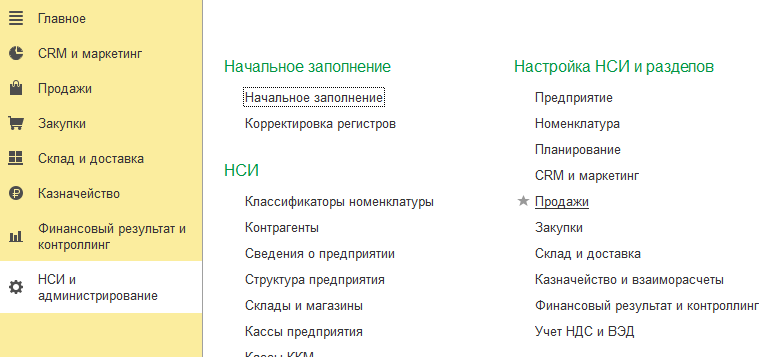 Главное
CRM и маркетинг
Продажи
Закупки
Склад и доставка
Казначейство
Финансовый результат и
контроллинг
НСИ и
администрирование
Начальное заполнение
Начальное заполнение
Корректировка регистров
НСИ
Классификаторы номенклатуры
Контрагенты
Сведения о предприятии
Структура предприятия
Склады и магазины
Кассы предприятия
Кассы ККМ
Настройка НСИ и разделов
Предприятие
Номенклатура
Планирование
CRM и маркетинг
Продажи
Закупки
Склад и доставка
Казначейство и взаиморасчеты
Финансовый результат и контроллинг
Учет НДС и ВЭД